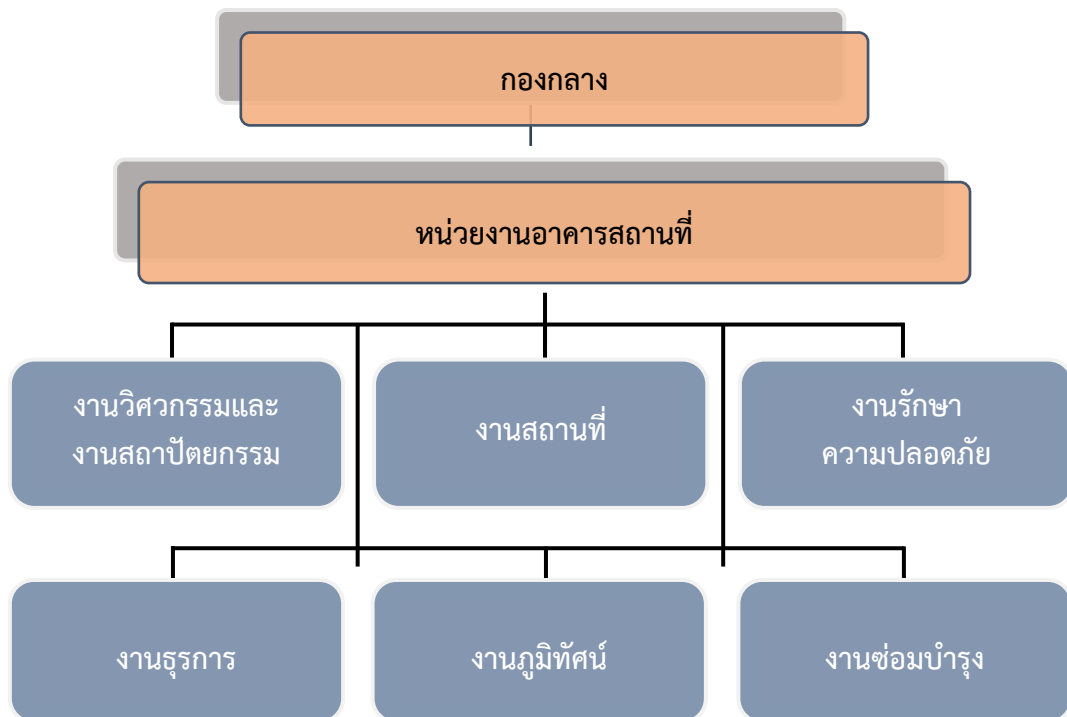 กองกลาง
หน่วยงานอาคารสถานที่
งานวิศวกรรมและ
งานสถาปัตยกรรม
งานสถานที่
งานรักษา
ความปลอดภัย
งานธุรการ
งานภูมิทัศน์
งานซ่อมบำรุง